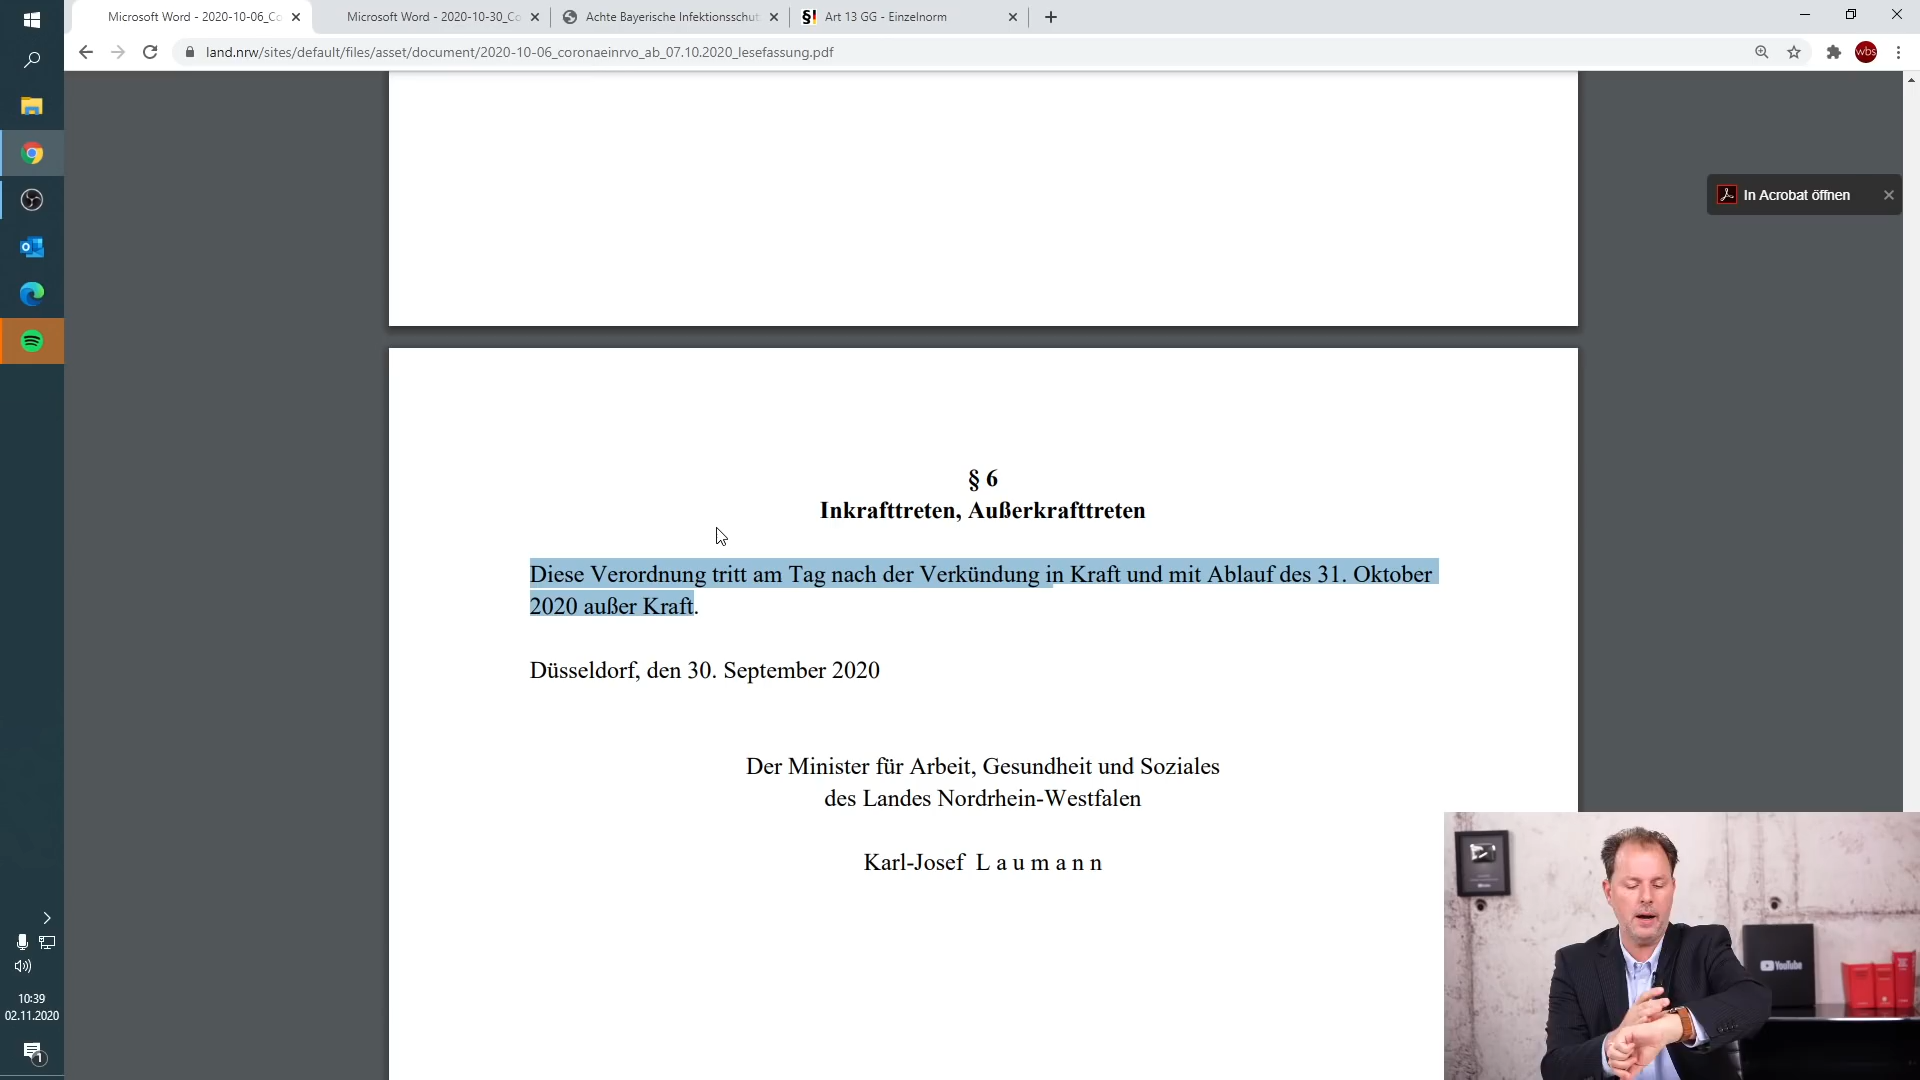 Microsoft Word - 2020-10-06_Co
Microsoft Word - 2020-10-30_Co
Achte Bayerische Infektionsschut
§! Art 13 GG - Einzelnorm
land.nrw/sites/default/files/asset/document/2020-10-06_coronaeinrvo_ab_07.10.2020_lesefassung.pdf
wbs
In Acrobat öffnen
§ 6
Inkrafttreten, Außerkrafttreten
Diese Verordnung tritt am Tag nach der Verkündung in Kraft und mit Ablauf des 31. Oktober
2020 außer Kraft.
Düsseldorf, den 30. September 2020
Der Minister für Arbeit, Gesundheit und Soziales
des Landes Nordrhein-Westfalen
Karl-Josef L a u m a n n
YouTube
10:39
02.11.2020
1